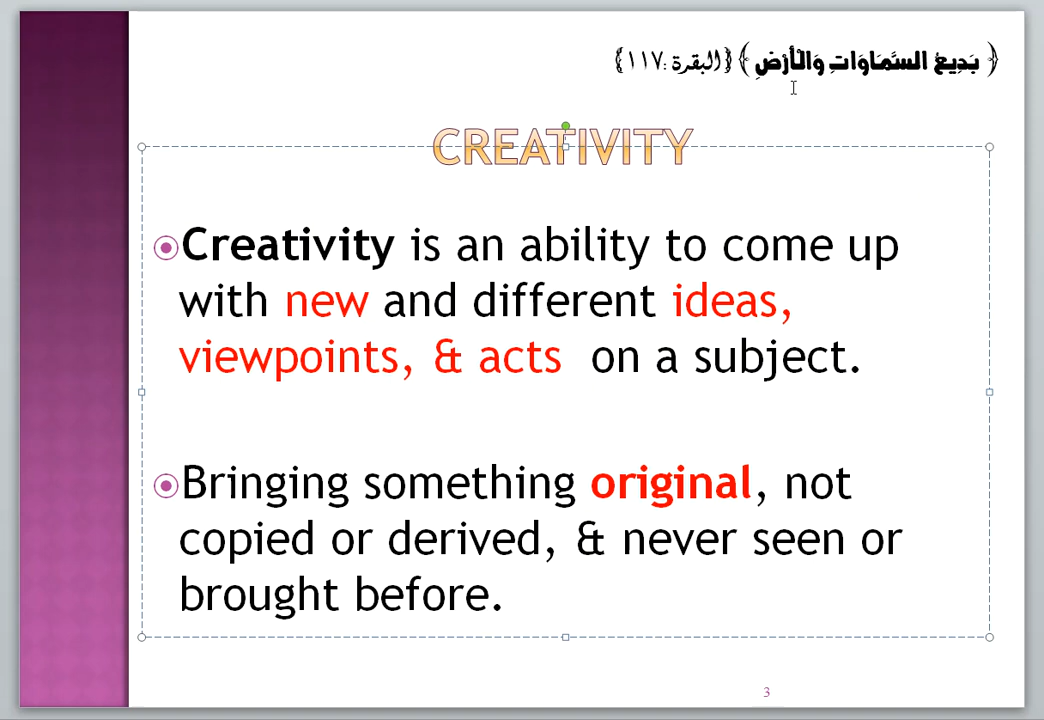 ﴿ بَدِيعُ السَّمَاوَاتِ وَالْأَرْضِ ﴾ {البقرة :١١٧}
CREATIVITY
Creativity is an ability to come up
with new and different ideas,
viewpoints, & acts on a subject.
Bringing something original, not
copied or derived, & never seen or
brought before.
3